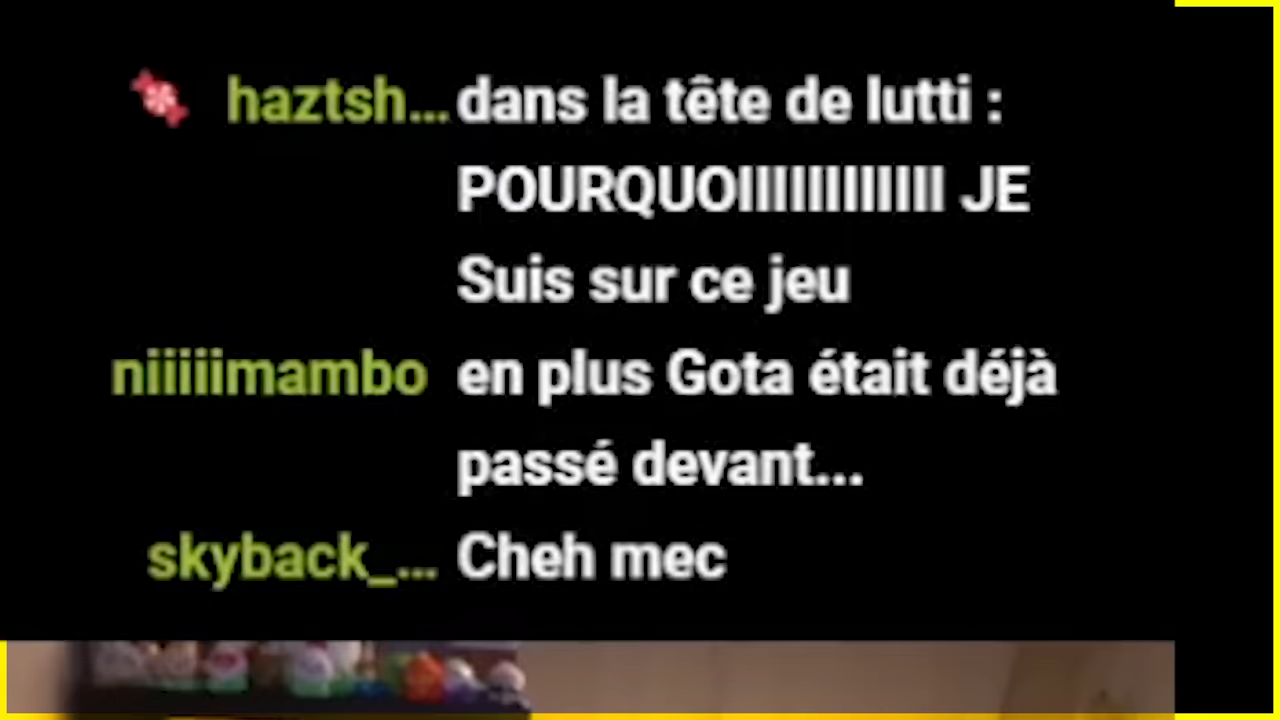 haztsh... dans la tête de lutti :
POURQUOIIIIIIIIIIIII JE
Suis sur ce jeu
niiiiimambo en plus Gota était déjà
passé devant...
skyback_... Cheh mec